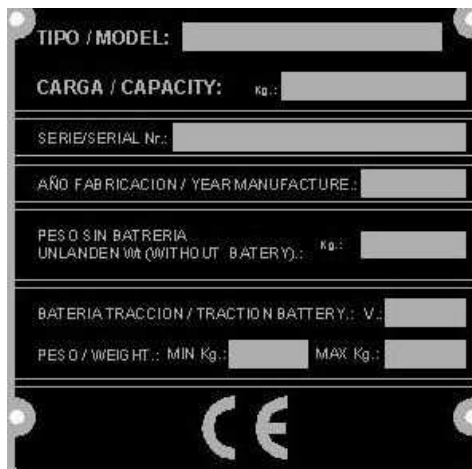 TIPO / MODEL:
CARGA / CAPACITY: Kg.:
SERIE/SERIAL Nr.:
AÑO FABRICACION / YEAR MANUFACTURE.:
PESO SIN BATRERIA
UNLANDEN Wt (WITHOUT BATERY).: Kg.:
BATERIA TRACCION / TRACTION BATTERY.: V.:
PESO / WEIGHT.: MIN Kg.: MAX Kg.:
CE